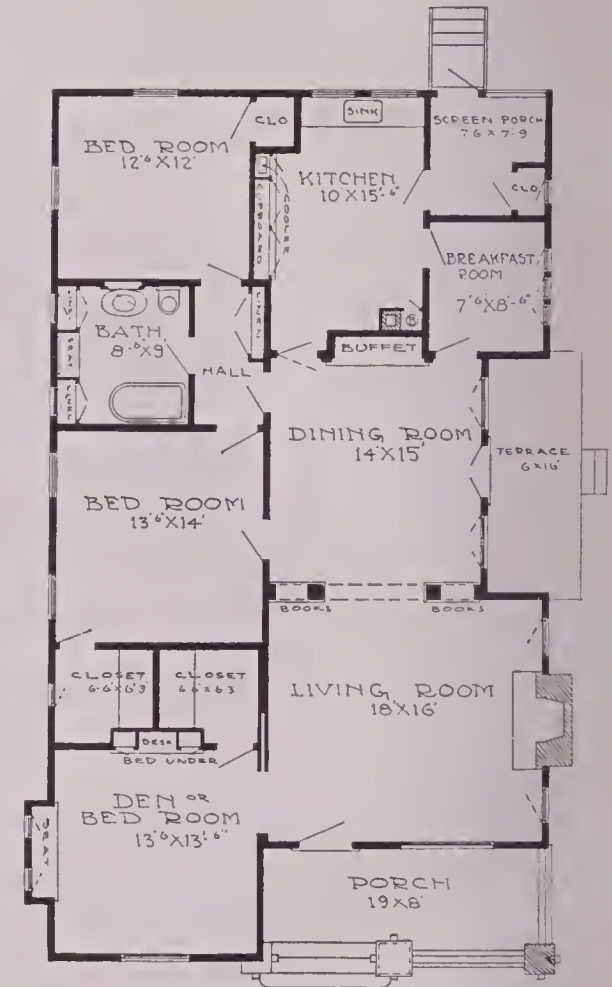 BED ROOM
12'6 X 12'
CLO
SINK
KITCHEN
10' X 15'-6"
CUPBOARD
COOLER
SCREEN PORCH
7 6 X 7'-9
CLO
BREAKFAST
ROOM
7'6 X 8'-6"
BATH
8'-6 X 9'
SEAT
HALL
B
BUFFET
DINING ROOM
14' X 15'
TERRACE
6 X 16'
BED ROOM
13'6" X 14'
BOOKS
BOOKS
CLOSET
6-6 X 6'3"
CLOSET
6 6 X 6 3
LIVING ROOM
18' X 16'
DESK
BED UNDER
DEN OR
BED ROOM
13'6 X 13'-6"
SEAT
PORCH
19 X 8'